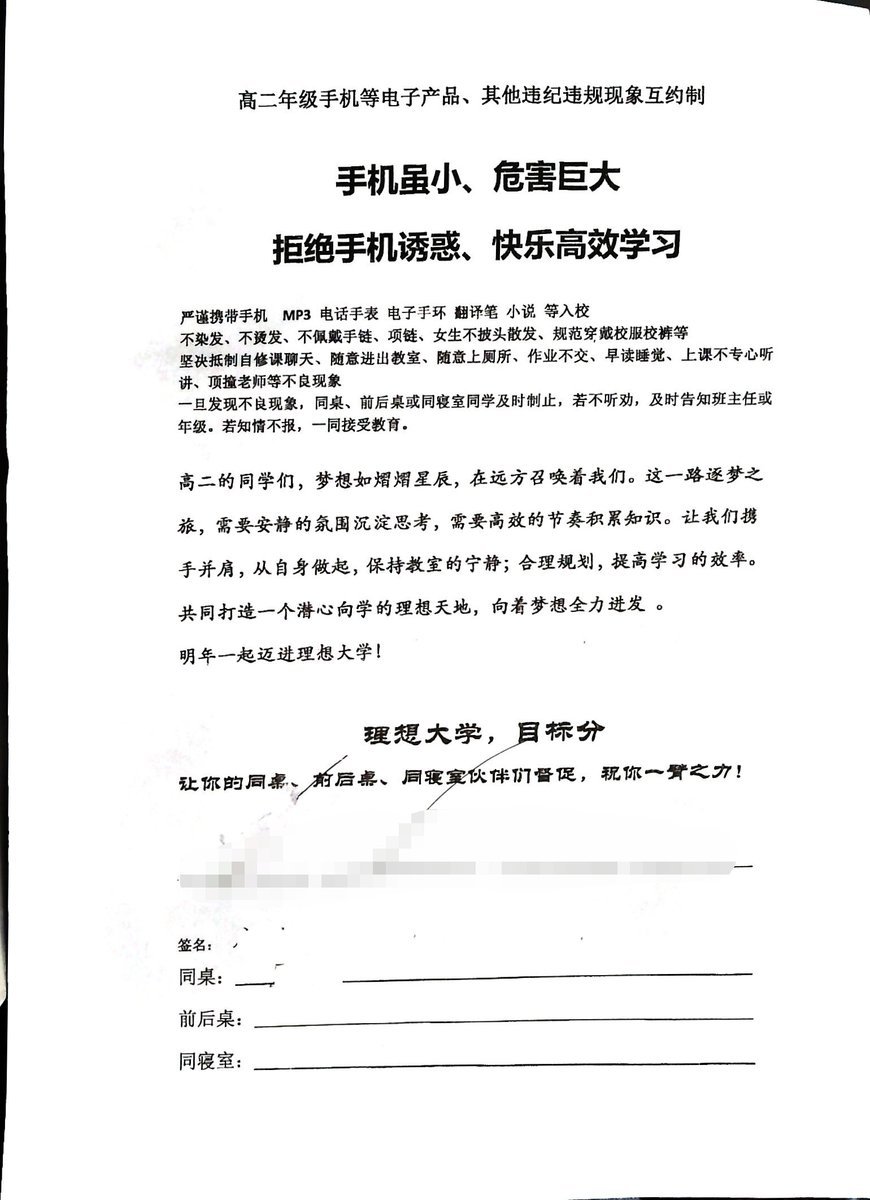 高二年级手机等电子产品、其他违纪违规现象互约制
手机虽小、危害巨大
拒绝手机诱惑、快乐高效学习
严谨携带手机 MP3 电话手表 电子手环 翻译笔 小说 等入校
不染发、不烫发、不佩戴手链、项链、女生不披头散发、规范穿戴校服校裤等
坚决抵制自修课聊天、随意进出教室、随意上厕所、作业不交、早读睡觉、上课不专心听
讲、顶撞老师等不良现象
一旦发现不良现象，同桌、前后桌或同寝室同学及时制止，若不听劝，及时告知班主任或
年级。若知情不报，一同接受教育。
高二的同学们，梦想如熠熠星辰，在远方召唤着我们。这一路逐梦之
旅，需要安静的氛围沉淀思考，需要高效的节奏积累知识。让我们携
手并肩，从自身做起，保持教室的宁静；合理规划，提高学习的效率。
共同打造一个潜心向学的理想天地，向着梦想全力进发 。
明年一起迈进理想大学！
理想大学，目标分
让你的同桌、前后桌、同寝室伙伴们督促，祝你一臂之力！
签名：
同桌：
前后桌：
同寝室：